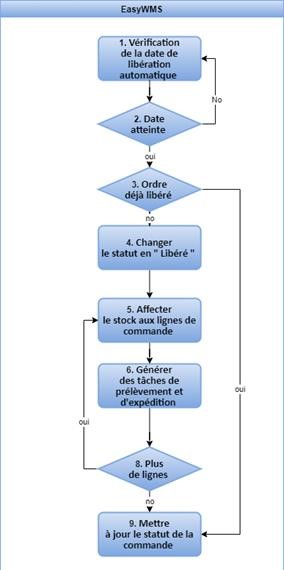 EasyWMS
1. Vérification
de la date de
libération
automatique
No
2. Date
atteinte
oui
3. Ordre
déjà libéré
no
4. Changer
le statut en " Libéré "
5. Affecter
le stock aux lignes de
commande
6. Générer
des tâches de
prélèvement et
d'expédition
oui
oui
8. Plus
de lignes
no
9. Mettre
à jour le statut de la
commande